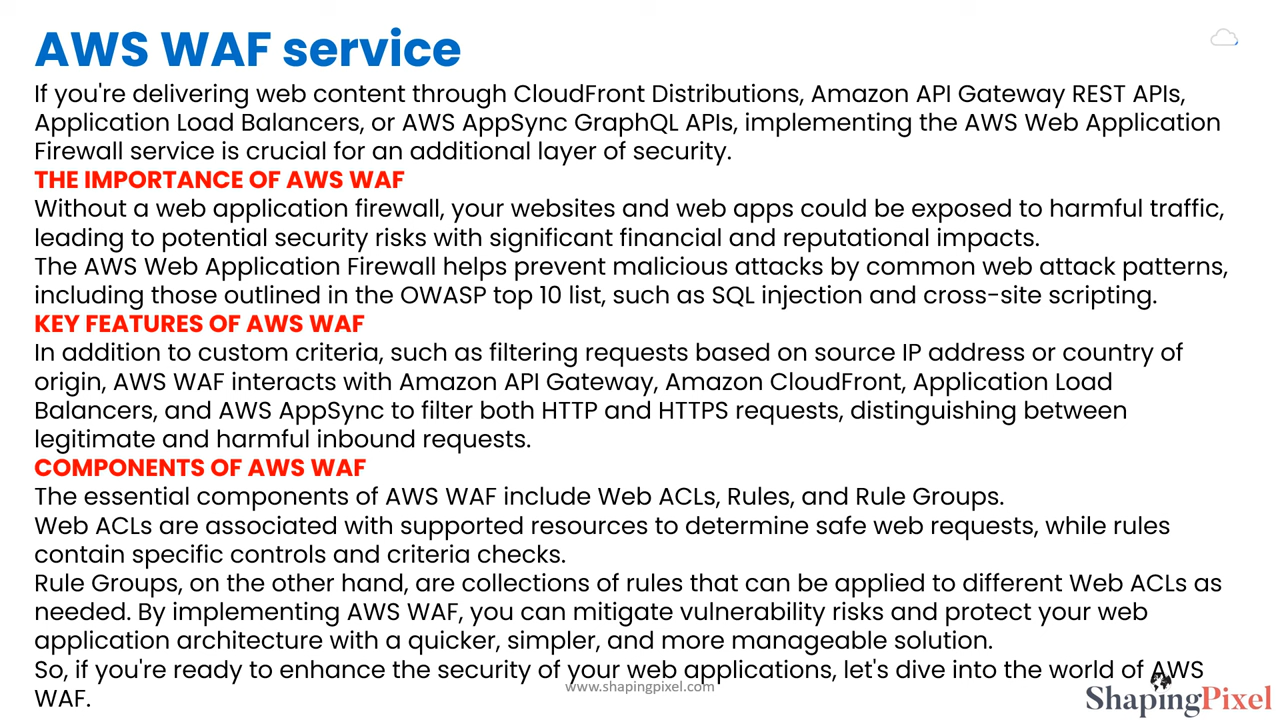 AWS WAF service
If you're delivering web content through CloudFront Distributions, Amazon API Gateway REST APIs,
Application Load Balancers, or AWS AppSync GraphQL APIs, implementing the AWS Web Application
Firewall service is crucial for an additional layer of security.
THE IMPORTANCE OF AWS WAF
Without a web application firewall, your websites and web apps could be exposed to harmful traffic,
leading to potential security risks with significant financial and reputational impacts.
The AWS Web Application Firewall helps prevent malicious attacks by common web attack patterns,
including those outlined in the OWASP top 10 list, such as SQL injection and cross-site scripting.
KEY FEATURES OF AWS WAF
In addition to custom criteria, such as filtering requests based on source IP address or country of
origin, AWS WAF interacts with Amazon API Gateway, Amazon CloudFront, Application Load
Balancers, and AWS AppSync to filter both HTTP and HTTPS requests, distinguishing between
legitimate and harmful inbound requests.
COMPONENTS OF AWS WAF
The essential components of AWS WAF include Web ACLs, Rules, and Rule Groups.
Web ACLs are associated with supported resources to determine safe web requests, while rules
contain specific controls and criteria checks.
Rule Groups, on the other hand, are collections of rules that can be applied to different Web ACLs as
needed. By implementing AWS WAF, you can mitigate vulnerability risks and protect your web
application architecture with a quicker, simpler, and more manageable solution.
So, if you're ready to enhance the security of your web applications, let's dive into the world of AWS
WAF.
www.shapingpixel.com
ShapingPixel